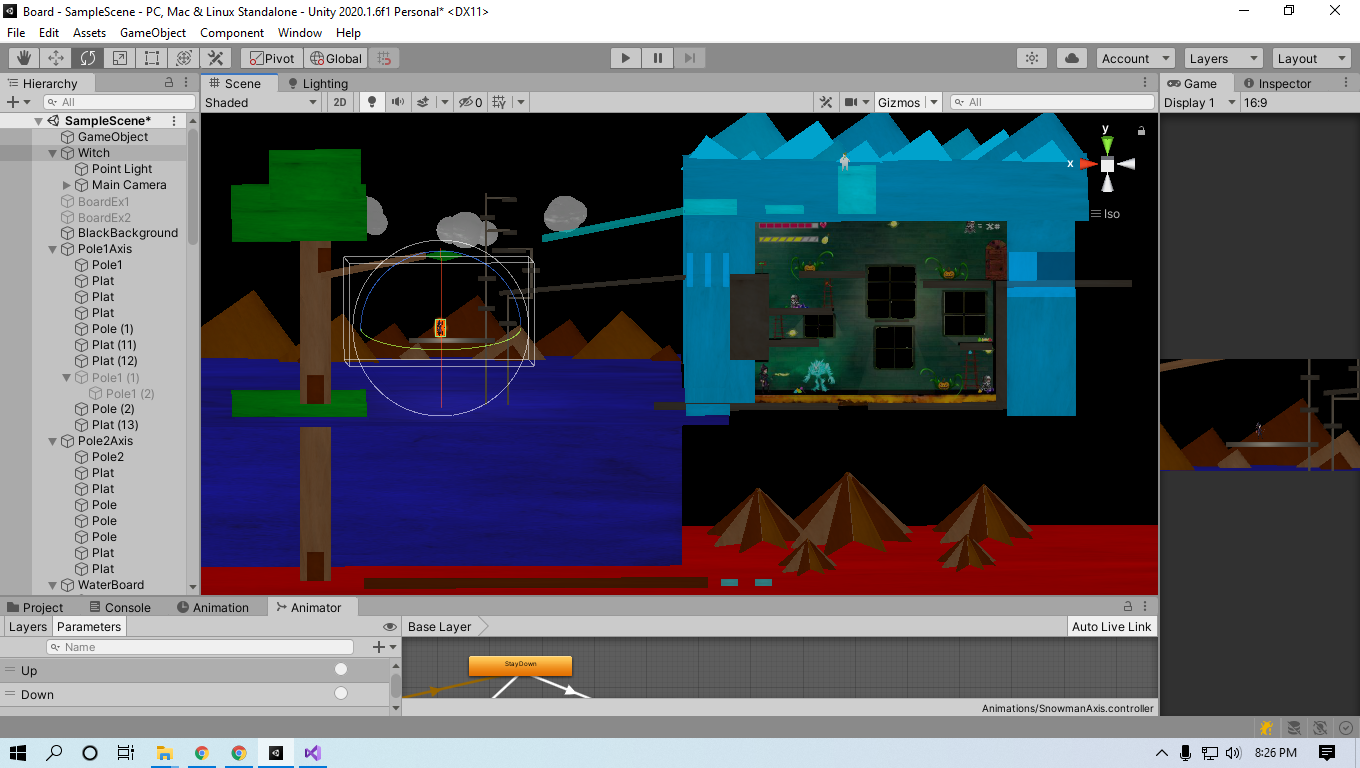 Board - SampleScene - PC, Mac & Linux Standalone - Unity 2020.1.6f1 Personal* <DX11>
File Edit Assets GameObject Component Window Help
Pivot Global Account Layers Layout
Hierarchy Scene Lighting Game Inspector
All Shaded 2D 0 Gizmos All Display 1 16:9
SampleScene*
GameObject
Witch
Point Light
Main Camera
BoardEx1
BoardEx2
BlackBackground
Pole1Axis
Pole1
Plat
Plat
Plat
Pole (1)
Plat (11)
Plat (12)
Pole1 (1)
Pole1 (2)
Pole (2)
Plat (13)
Pole2Axis
Pole2
Plat
Plat
Pole
Pole
Pole
Plat
Plat
WaterBoard
y
x
Iso
Project Console Animation Animator
Layers Parameters Base Layer Auto Live Link
Name
Up
Down
StayDown
Animations/SnowmanAxis.controller
8:26 PM